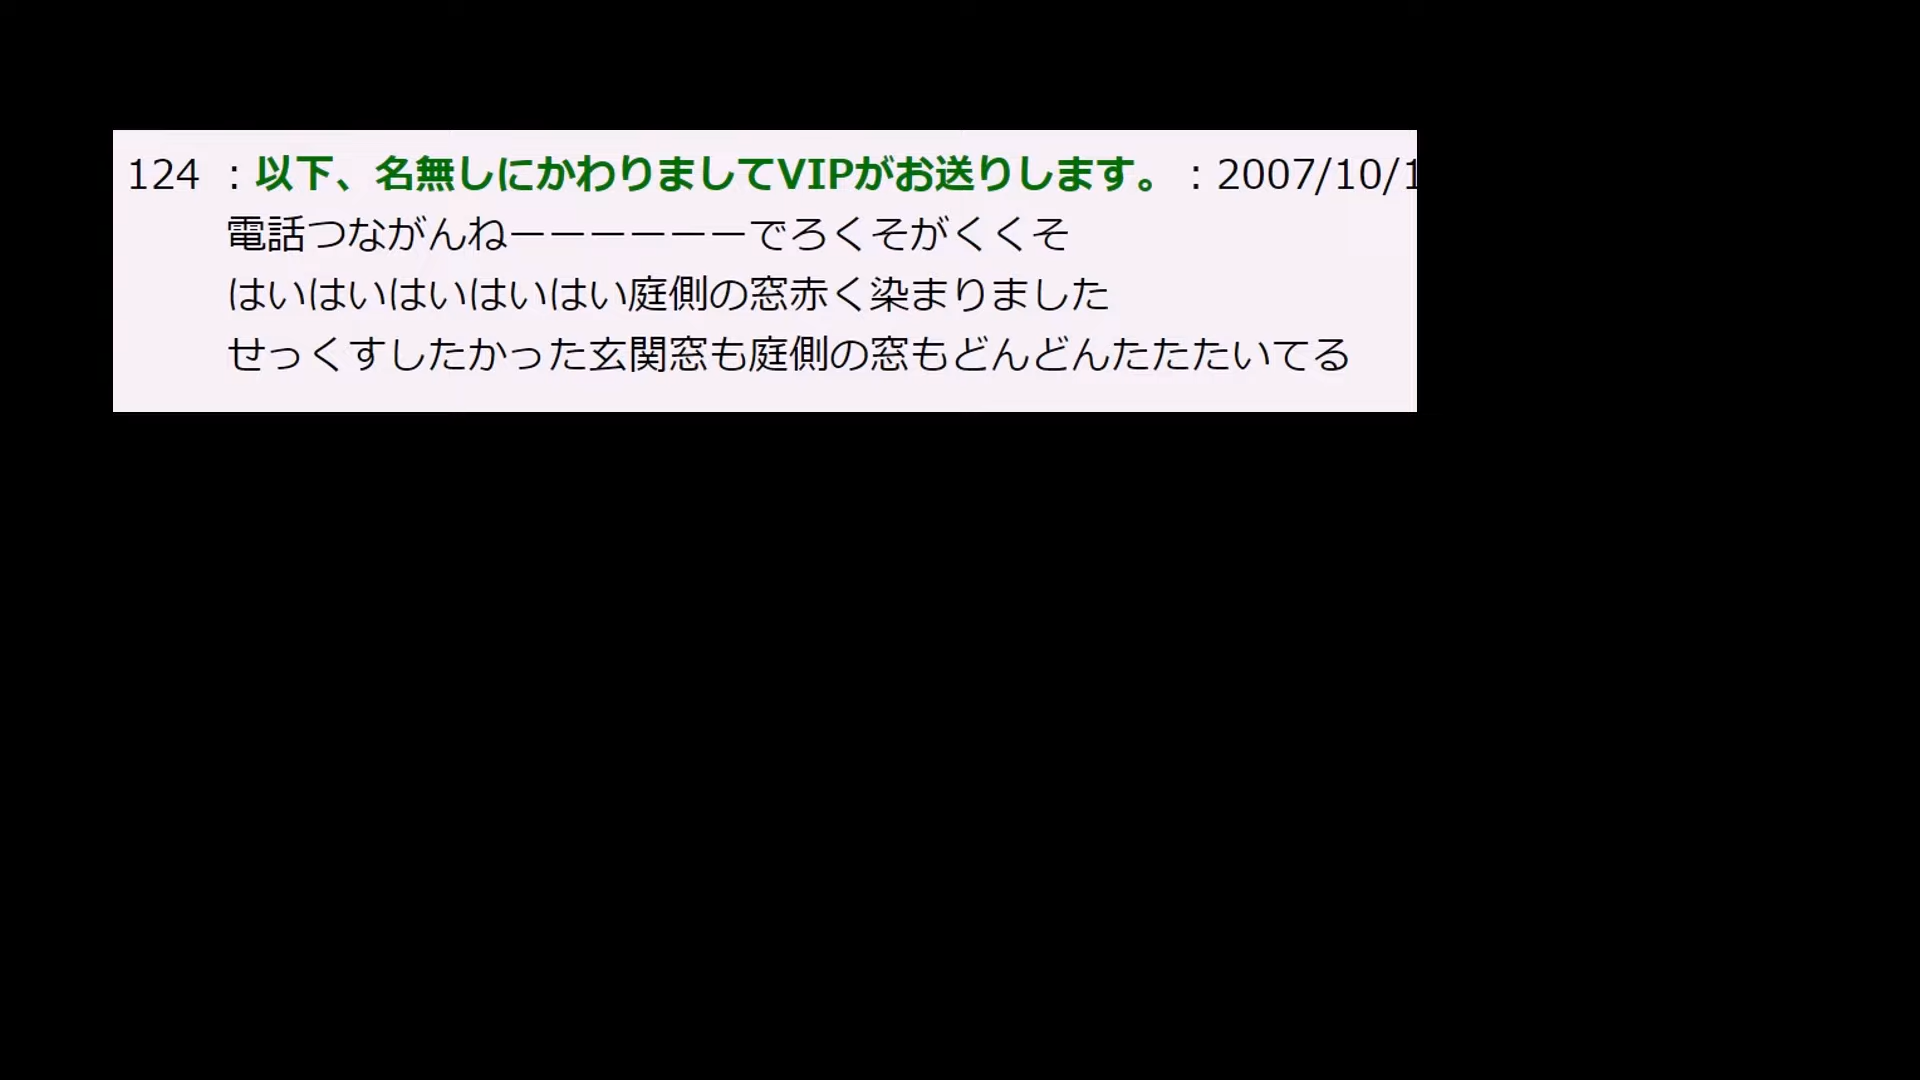 124 ：以下、名無しにかわりましてVIPがお送りします。：2007/10/1
電話つながんねーーーーーーでろくそがくくそ
はいはいはいはいはい庭側の窓赤く染まりました
せっくすしたかった玄関窓も庭側の窓もどんどんたたたいてる